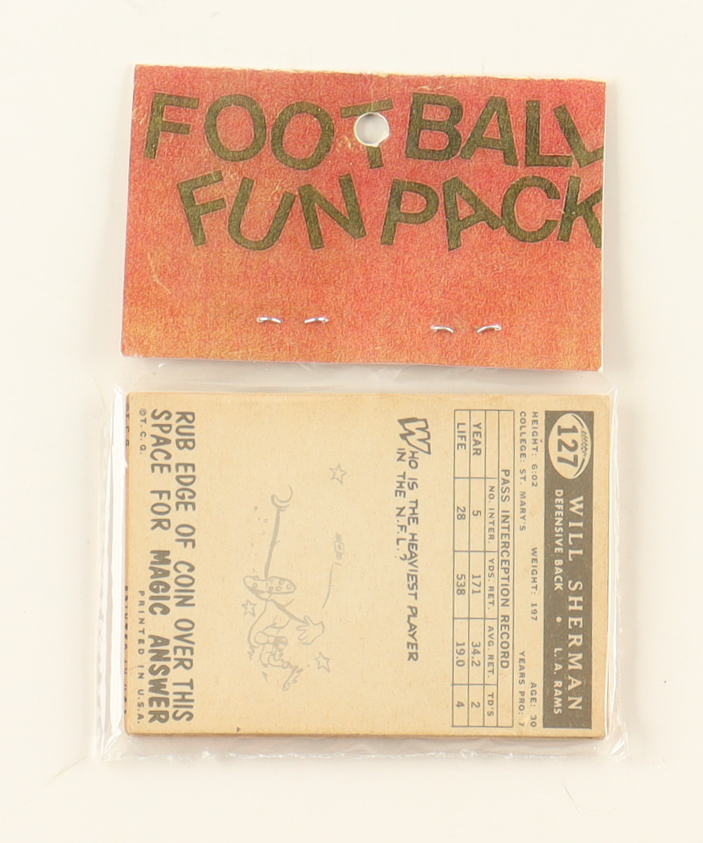 FOOTBALL
FUN PACK
127
WILL SHERMAN
DEFENSIVE BACK • L. A. RAMS
HEIGHT: 6:02 WEIGHT: 197 AGE: 30
COLLEGE: ST. MARY'S YEARS PRO: 7
PASS INTERCEPTION RECORD
NO. INTER. YDS. RET. AVG. RET. TD'S
YEAR 5 171 34.2 2
LIFE 28 538 19.0 4
WHO IS THE HEAVIEST PLAYER
IN THE N.F.L.?
RUB EDGE OF COIN OVER THIS
SPACE FOR MAGIC ANSWER
©T. C. G. PRINTED IN U.S.A.